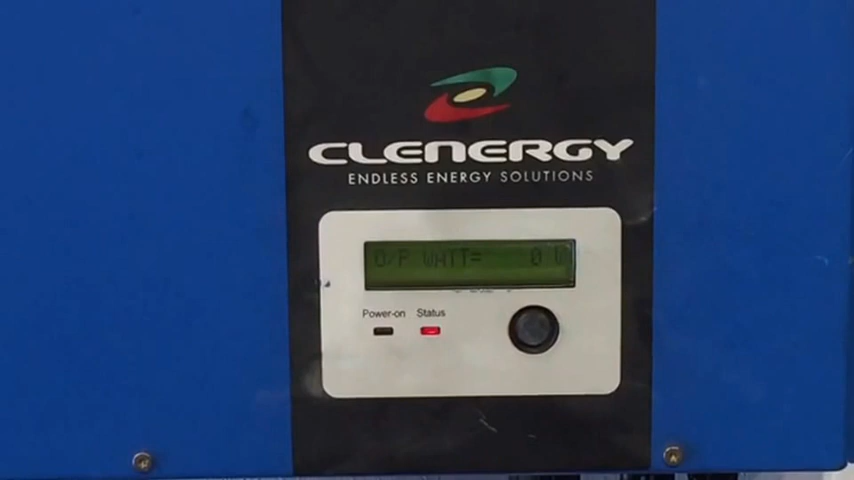 CLENERGY
ENDLESS ENERGY SOLUTIONS
O/P WATT= 0 W
Power-on Status